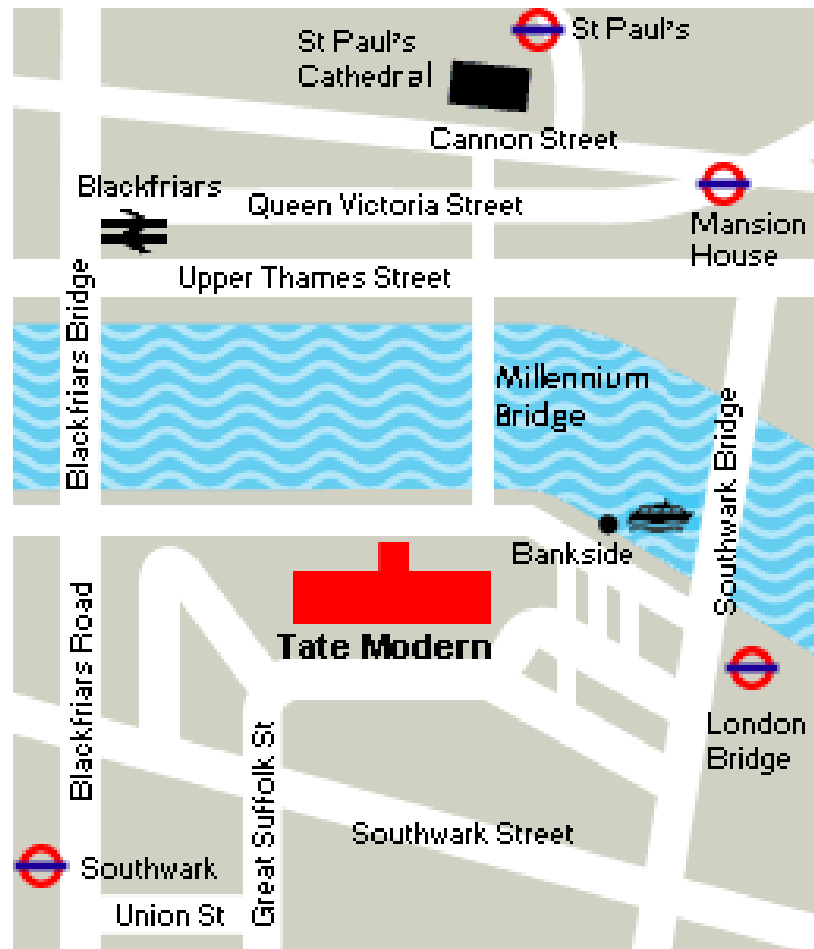 St Paul's
Cathedral
St Paul's
Cannon Street
Blackfriars
Queen Victoria Street
Mansion
House
Upper Thames Street
Blackfriars Bridge
Millennium
Bridge
Southwark Bridge
Bankside
Tate Modern
Blackfriars Road
London
Bridge
Great Suffolk St
Southwark Street
Southwark
Union St